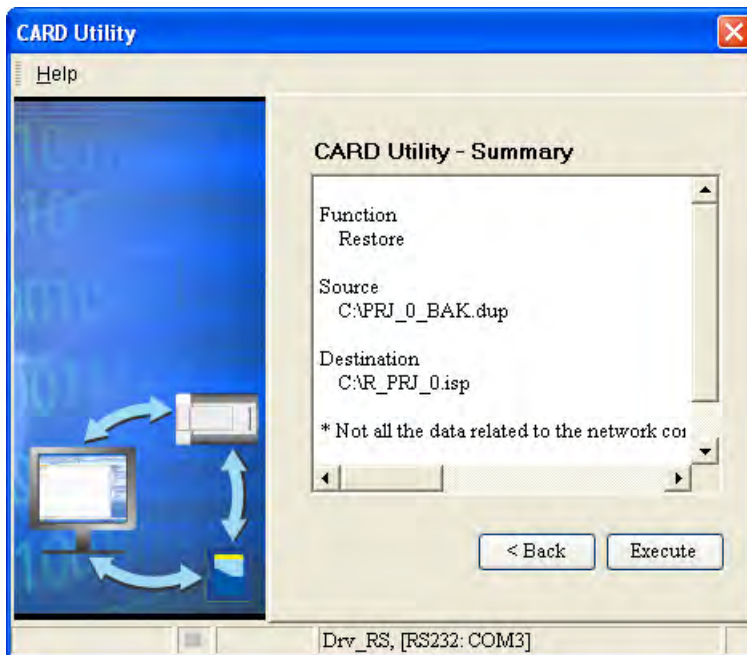 CARD Utility
Help
CARD Utility - Summary
Function
Restore
Source
C:\PRJ_0_BAK.dup
Destination
C:\R_PRJ_0.isp
* Not all the data related to the network
< Back
Execute
Drv_RS, [RS232: COM3]